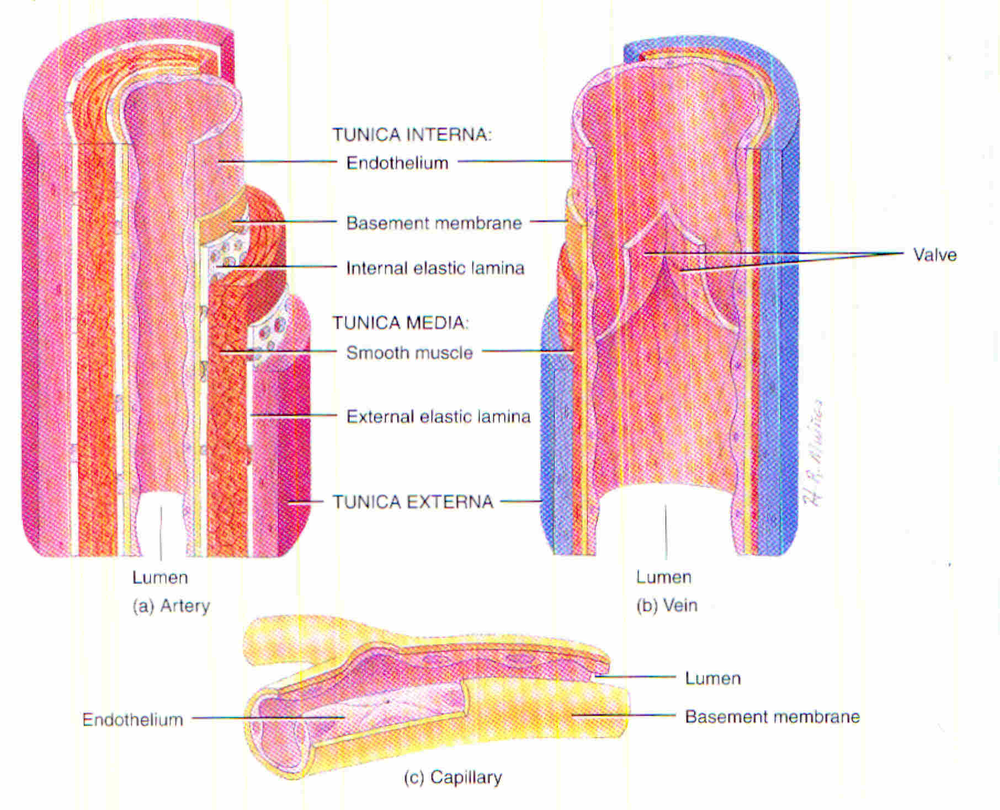 TUNICA INTERNA:
Endothelium
Basement membrane
Internal elastic lamina
Valve
TUNICA MEDIA:
Smooth muscle
External elastic lamina
TUNICA EXTERNA
H. R. Muiños
Lumen
Lumen
(a) Artery
(b) Vein
Lumen
Endothelium
Basement membrane
(c) Capillary